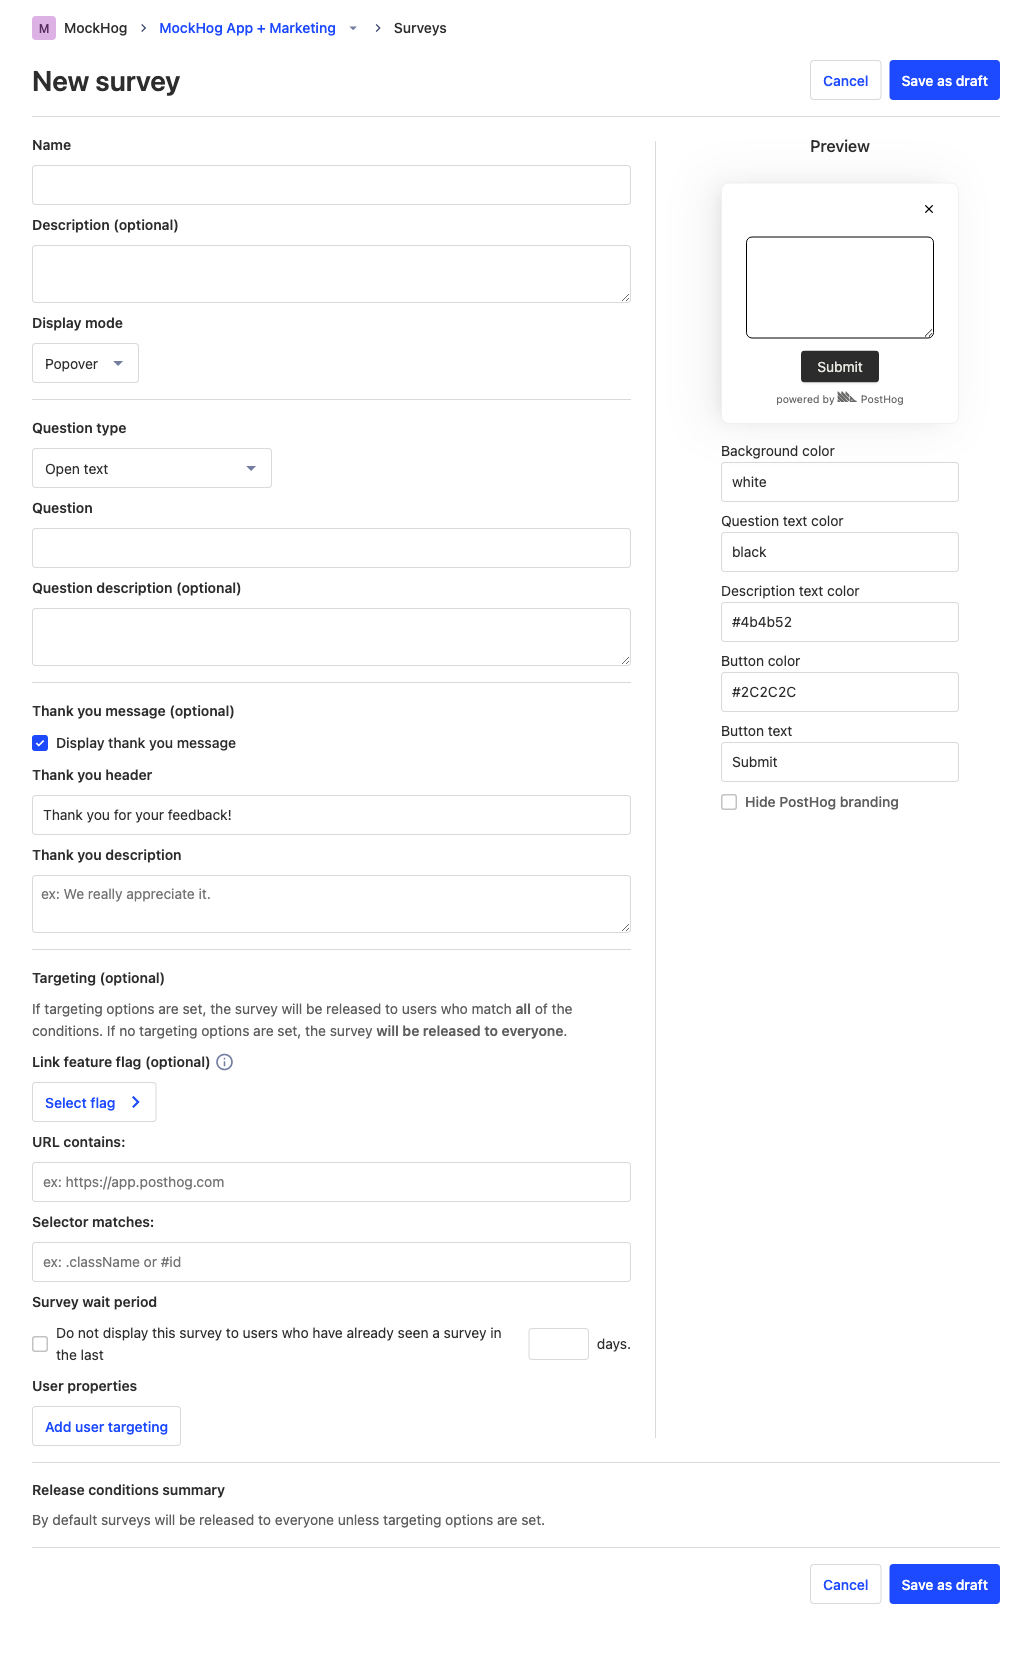 M MockHog > MockHog App + Marketing > Surveys
New survey
Cancel
Save as draft
Name
Description (optional)
Display mode
Popover
Question type
Open text
Question
Question description (optional)
Thank you message (optional)
Display thank you message
Thank you header
Thank you for your feedback!
Thank you description
ex: We really appreciate it.
Targeting (optional)
If targeting options are set, the survey will be released to users who match all of the
conditions. If no targeting options are set, the survey will be released to everyone.
Link feature flag (optional)
Select flag
URL contains:
ex: https://app.posthog.com
Selector matches:
ex: .className or #id
Survey wait period
Do not display this survey to users who have already seen a survey in
the last
days.
User properties
Add user targeting
Preview
Submit
powered by PostHog
Background color
white
Question text color
black
Description text color
#4b4b52
Button color
#2C2C2C
Button text
Submit
Hide PostHog branding
Release conditions summary
By default surveys will be released to everyone unless targeting options are set.
Cancel
Save as draft